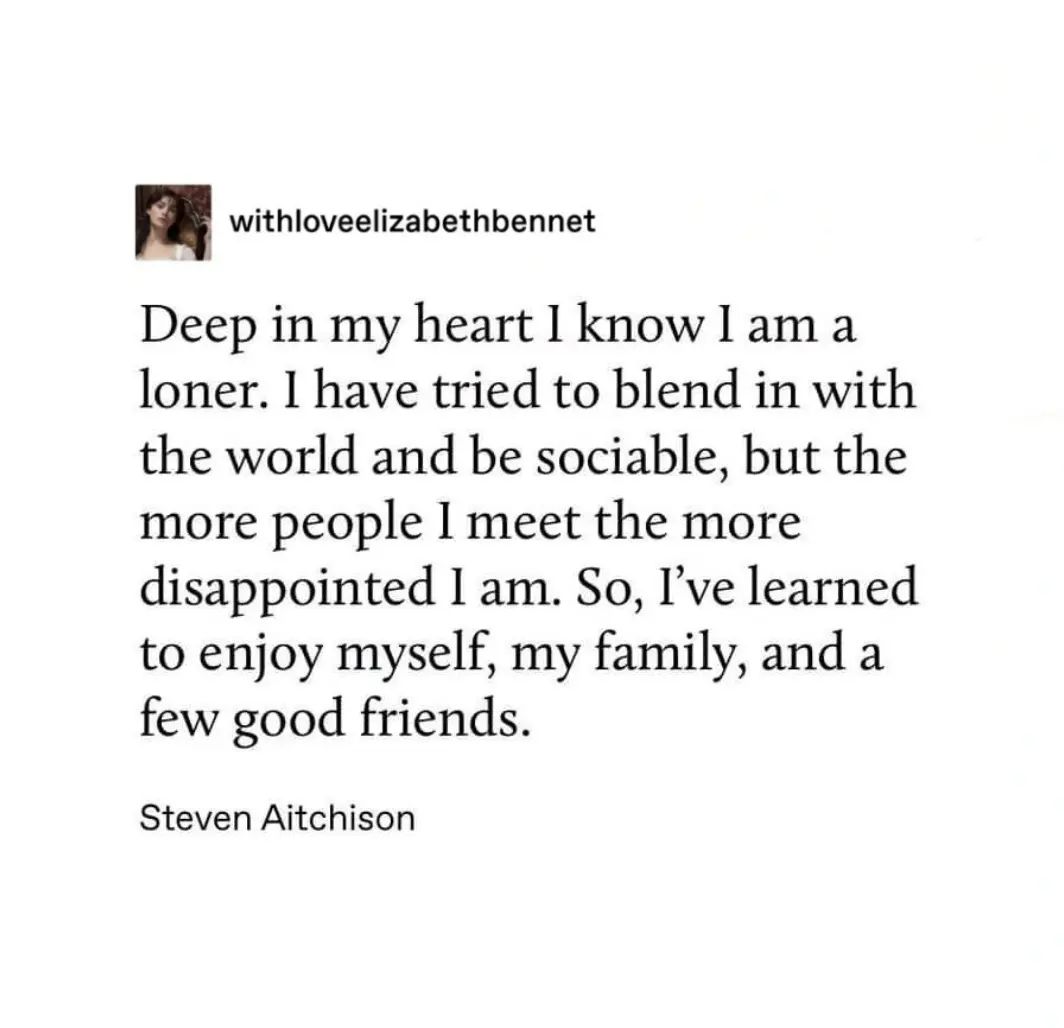 withloveelizabethbennet
Deep in my heart I know I am a
loner. I have tried to blend in with
the world and be sociable, but the
more people I meet the more
disappointed I am. So, I’ve learned
to enjoy myself, my family, and a
few good friends.
Steven Aitchison